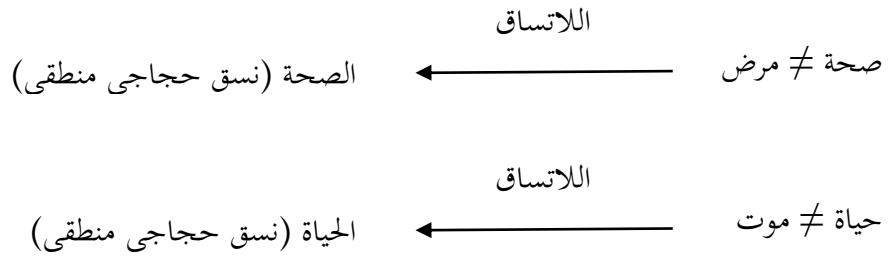 اللاتساق
صحة ≠ مرض
الصحة (نسق حجاجى منطقى)
اللاتساق
حياة ≠ موت
الحياة (نسق حجاجى منطقى)